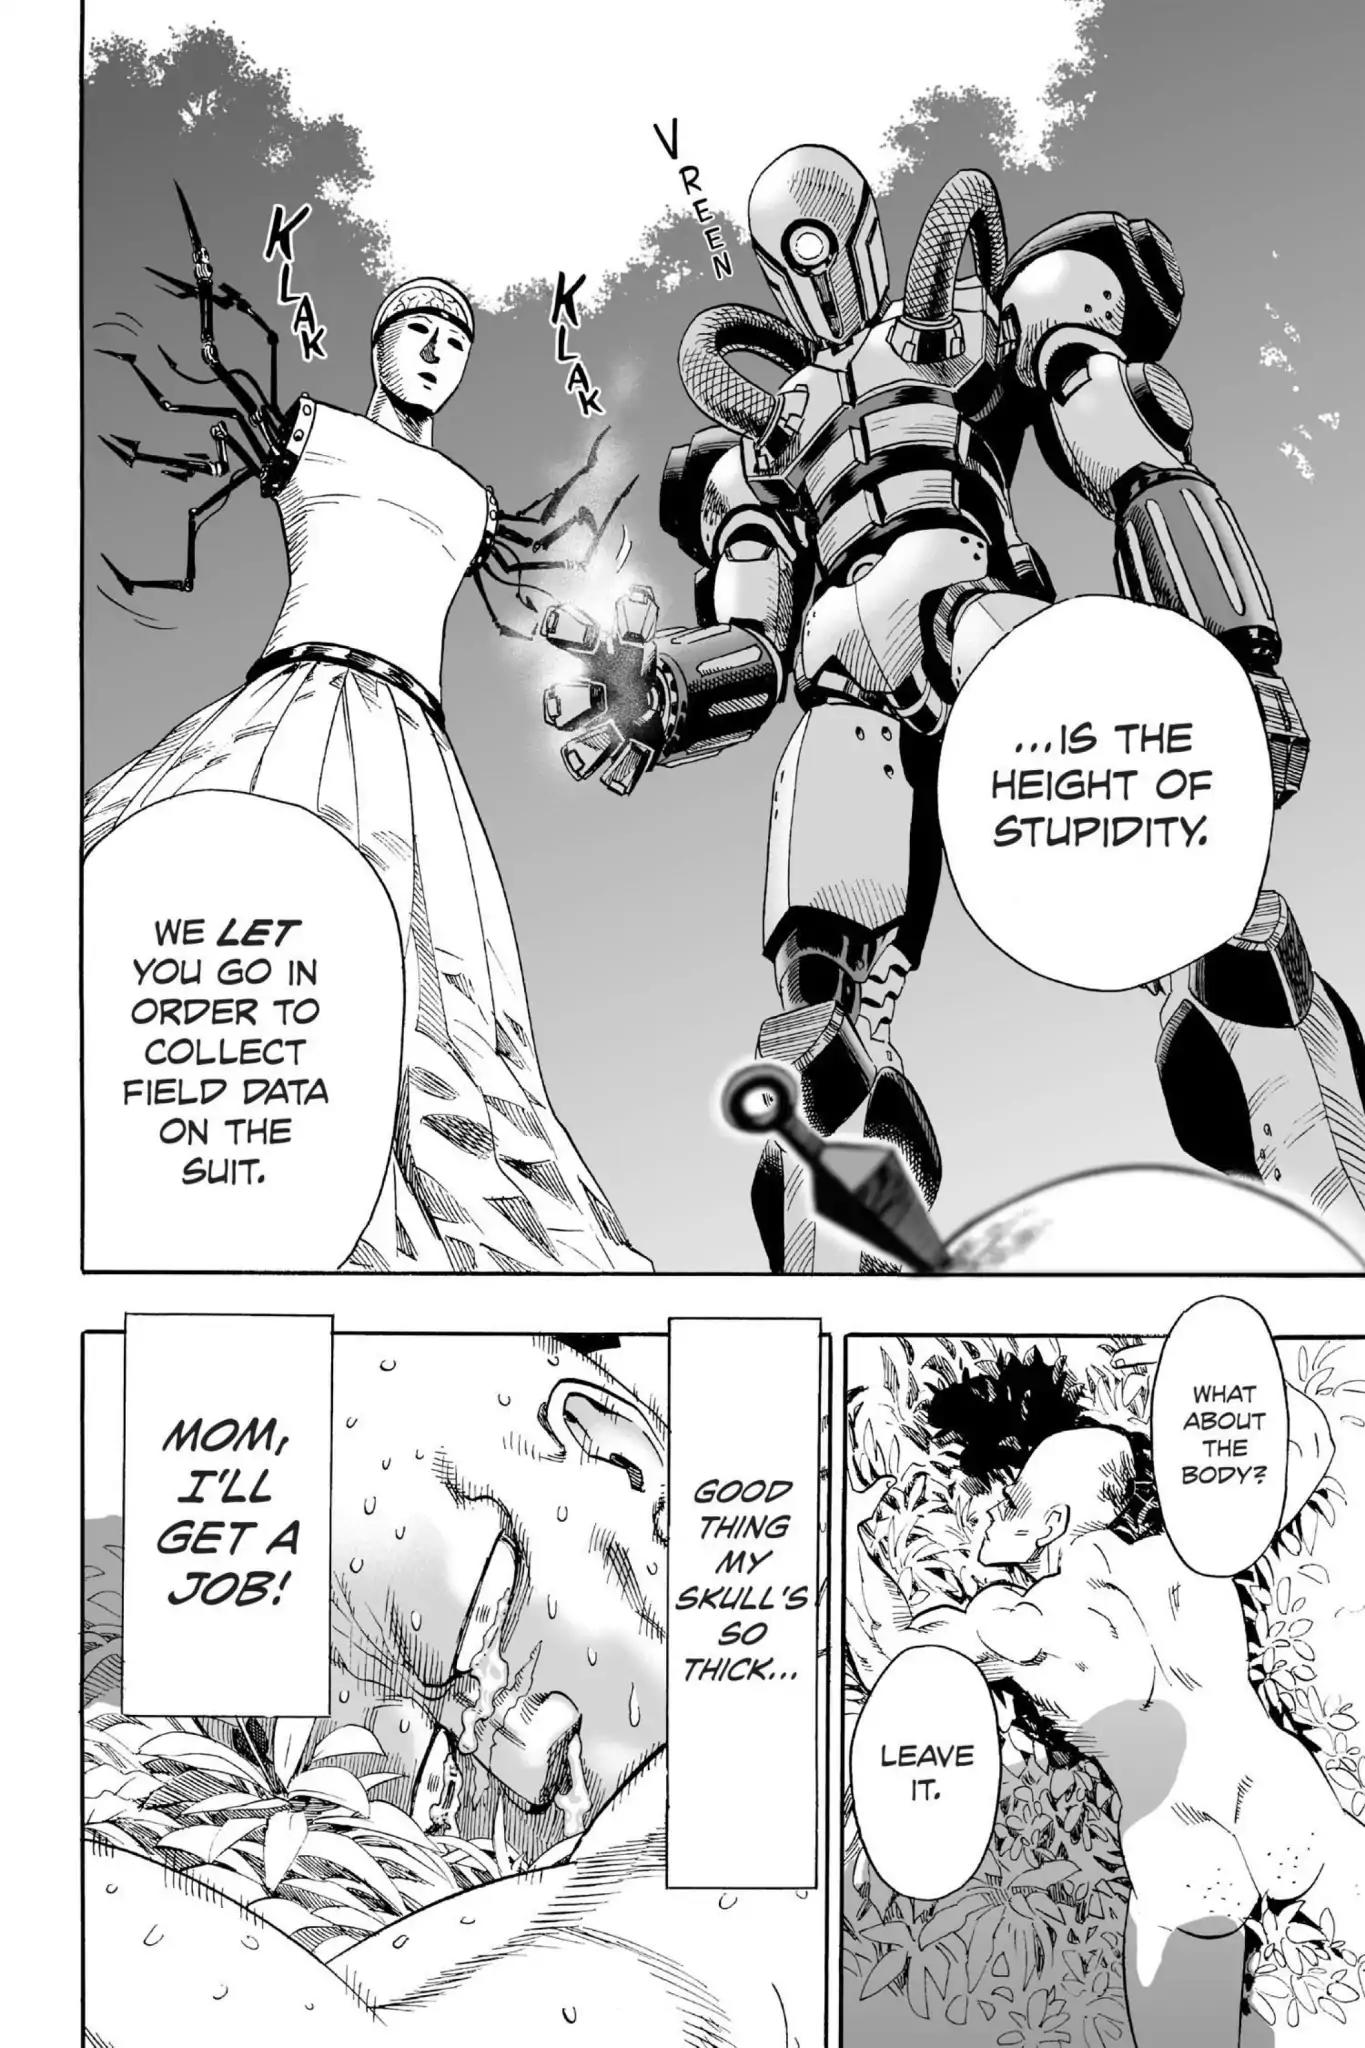 VREEN
KLAK
KLAK
...IS THE
HEIGHT OF
STUPIDITY.
WE LET
YOU GO IN
ORDER TO
COLLECT
FIELD DATA
ON THE
SUIT.
WHAT
ABOUT
THE
BODY?
LEAVE
IT.
GOOD
THING
MY
SKULL'S
SO
THICK...
MOM,
I'LL
GET A
JOB!